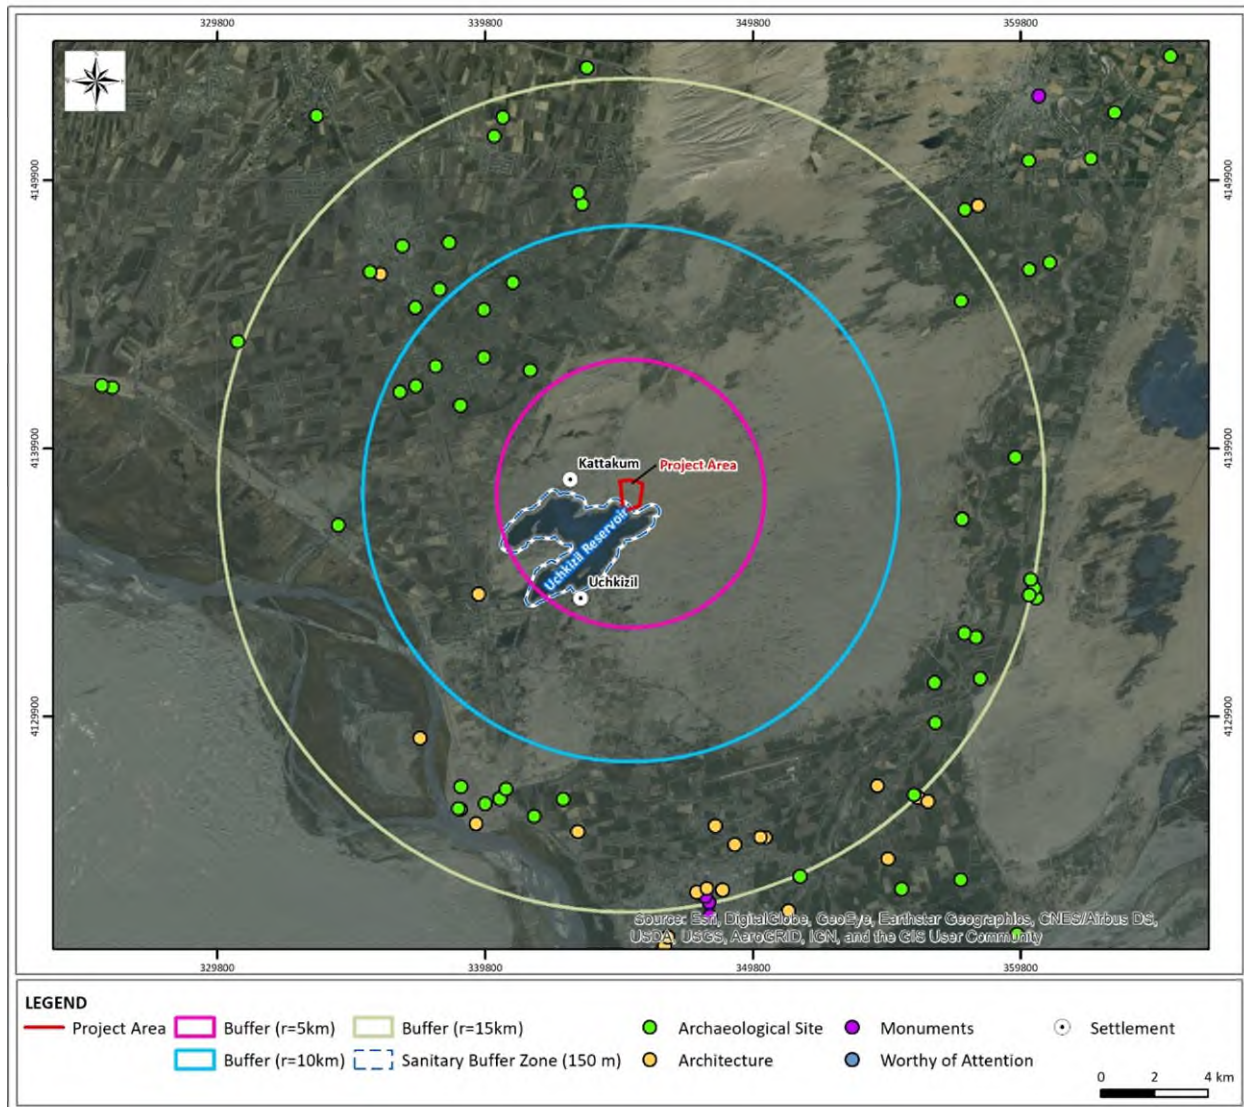 329800 339800 349800 359800
4149900 4149900
4139900 4139900
Kattakum
Project Area
Uchkizil Reservoir
Uchkizil
4129900 4129900
Source: Esri, DigitalGlobe, GeoEye, Earthstar Geographics, CNES/Airbus DS,
USDA, USGS, AeroGRID, IGN, and the GIS User Community
329800 339800 349800 359800
LEGEND
Project Area
Buffer (r=5km)
Buffer (r=15km)
Archaeological Site
Monuments
Settlement
Buffer (r=10km)
Sanitary Buffer Zone (150 m)
Architecture
Worthy of Attention
0 2 4 km